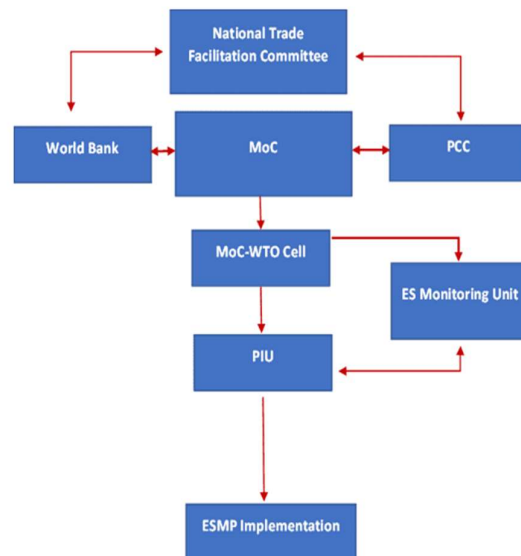 National Trade
Facilitation Committee
World Bank
MoC
PCC
MoC-WTO Cell
ES Monitoring Unit
PIU
ESMP Implementation